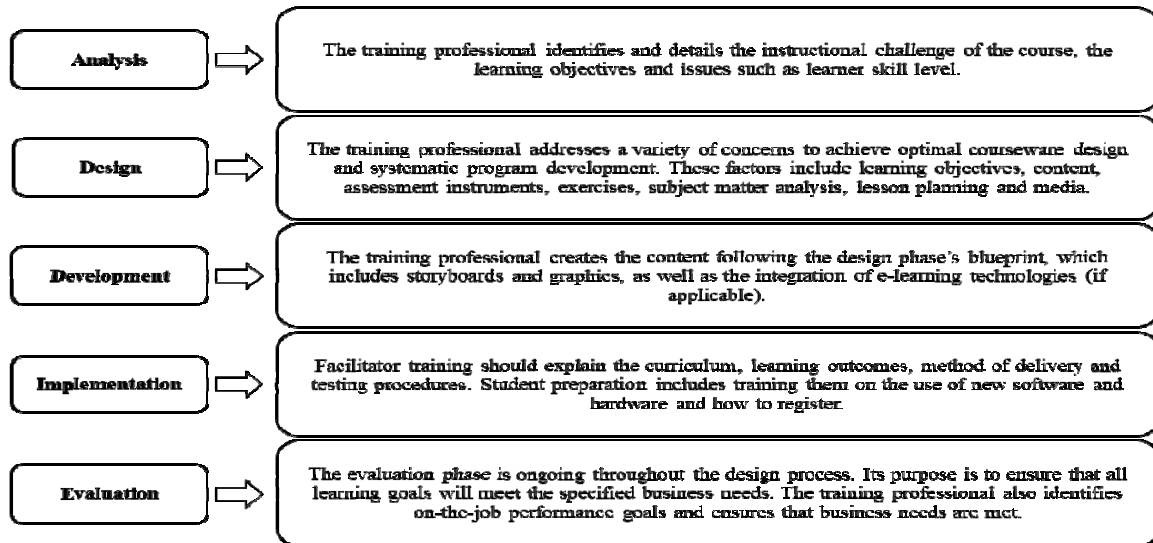 Analysis
The training professional identifies and details the instructional challenge of the course, the
learning objectives and issues such as learner skill level.
Design
The training professional addresses a variety of concerns to achieve optimal courseware design
and systematic program development. These factors include learning objectives, content,
assessment instruments, exercises, subject matter analysis, lesson planning and media.
Development
The training professional creates the content following the design phase's blueprint, which
includes storyboards and graphics, as well as the integration of e-learning technologies (if
applicable).
Implementation
Facilitator training should explain the curriculum, learning outcomes, method of delivery and
testing procedures. Student preparation includes training them on the use of new software and
hardware and how to register.
Evaluation
The evaluation phase is ongoing throughout the design process. Its purpose is to ensure that all
learning goals will meet the specified business needs. The training professional also identifies
on-the-job performance goals and ensures that business needs are met.